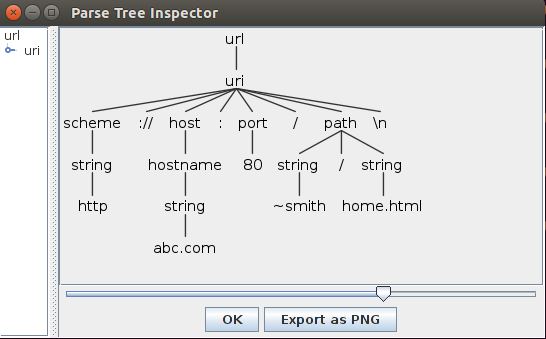 Parse Tree Inspector
url
uri
url
uri
scheme :// host : port / path \n
string hostname 80 string / string
http string ~smith home.html
abc.com
OK Export as PNG